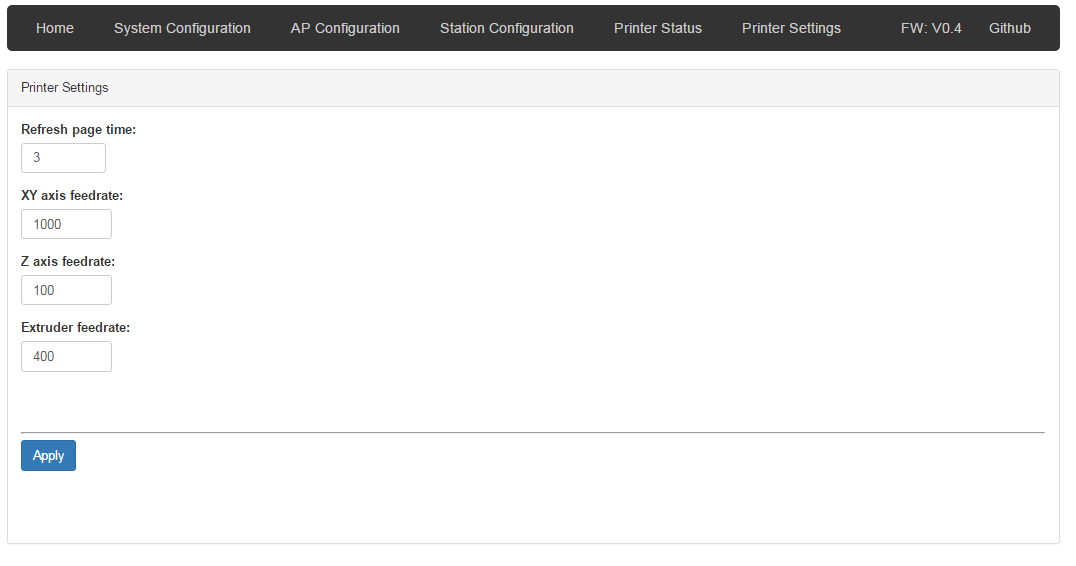 Home System Configuration AP Configuration Station Configuration Printer Status Printer Settings FW: V0.4 Github
Printer Settings
Refresh page time:
3
XY axis feedrate:
1000
Z axis feedrate:
100
Extruder feedrate:
400
Apply